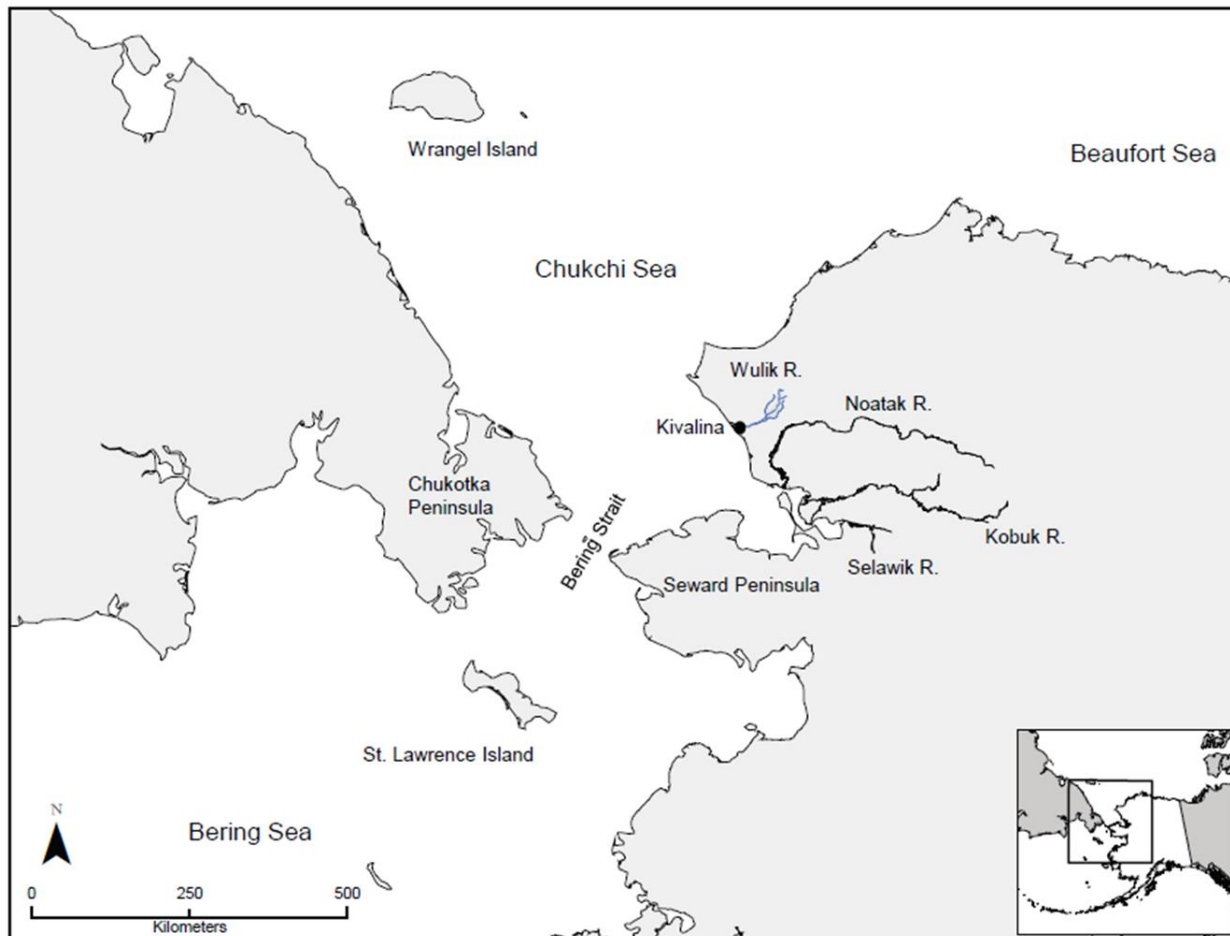 Wrangel Island
Beaufort Sea
Chukchi Sea
Wulik R.
Noatak R.
Kivalina
Chukotka
Peninsula
Bering Strait
Kobuk R.
Selawik R.
Seward Peninsula
St. Lawrence Island
Bering Sea
N
0 250 500
Kilometers